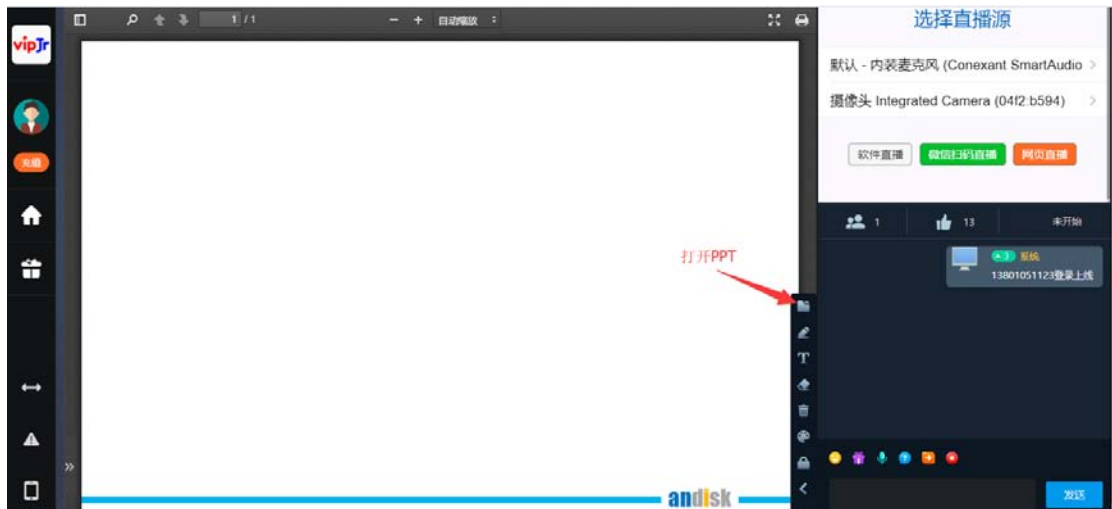 vipJr
充值
1 / 1
自动缩放
打开PPT
T
andisk
选择直播源
默认 - 内装麦克风 (Conexant SmartAudio
摄像头 Integrated Camera (04f2:b594)
软件直播
微信扫码直播
网页直播
1
13
未开始
系统
13801051123登录上线
发送